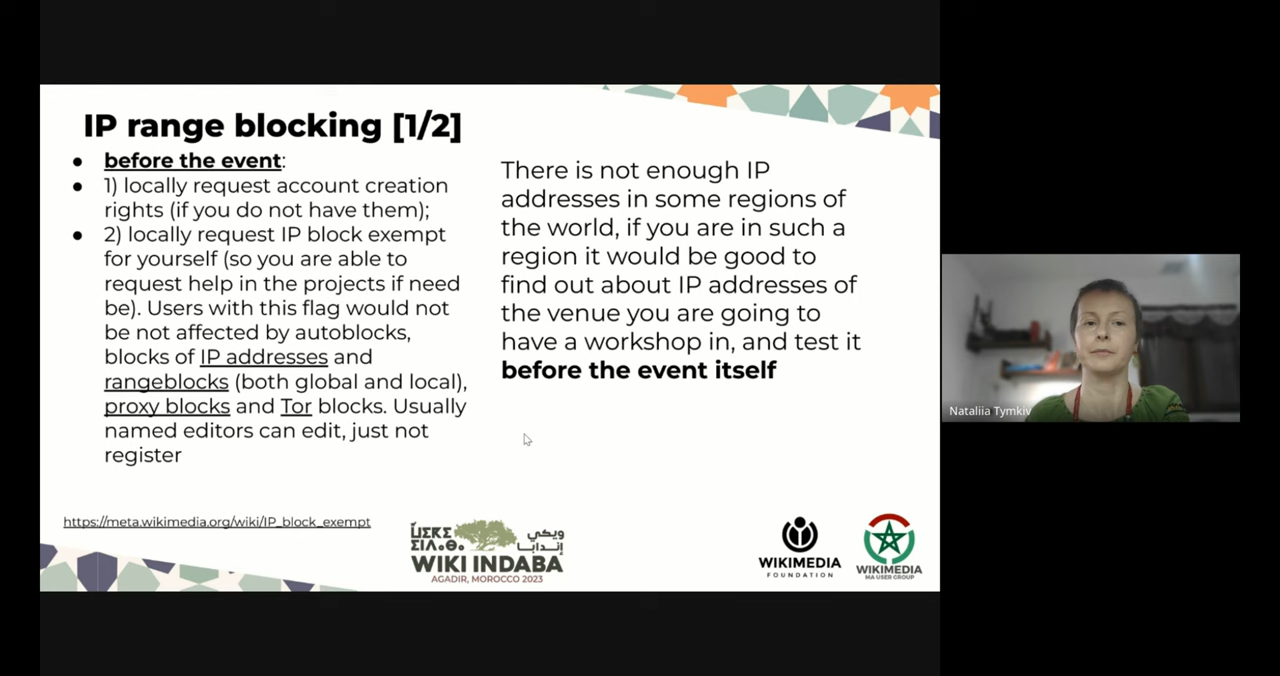 IP range blocking [1/2]
● before the event:
● 1) locally request account creation
rights (if you do not have them);
● 2) locally request IP block exempt
for yourself (so you are able to
request help in the projects if need
be). Users with this flag would not
be not affected by autoblocks,
blocks of IP addresses and
rangeblocks (both global and local),
proxy blocks and Tor blocks. Usually
named editors can edit, just not
register
There is not enough IP
addresses in some regions of
the world, if you are in such a
region it would be good to
find out about IP addresses of
the venue you are going to
have a workshop in, and test it
before the event itself
https://meta.wikimedia.org/wiki/IP_block_exempt
ويكي
إندابا
WIKI INDABA
AGADIR, MOROCCO 2023
WIKIMEDIA
FOUNDATION
WIKIMEDIA
MA USER GROUP
Nataliia Tymkiv